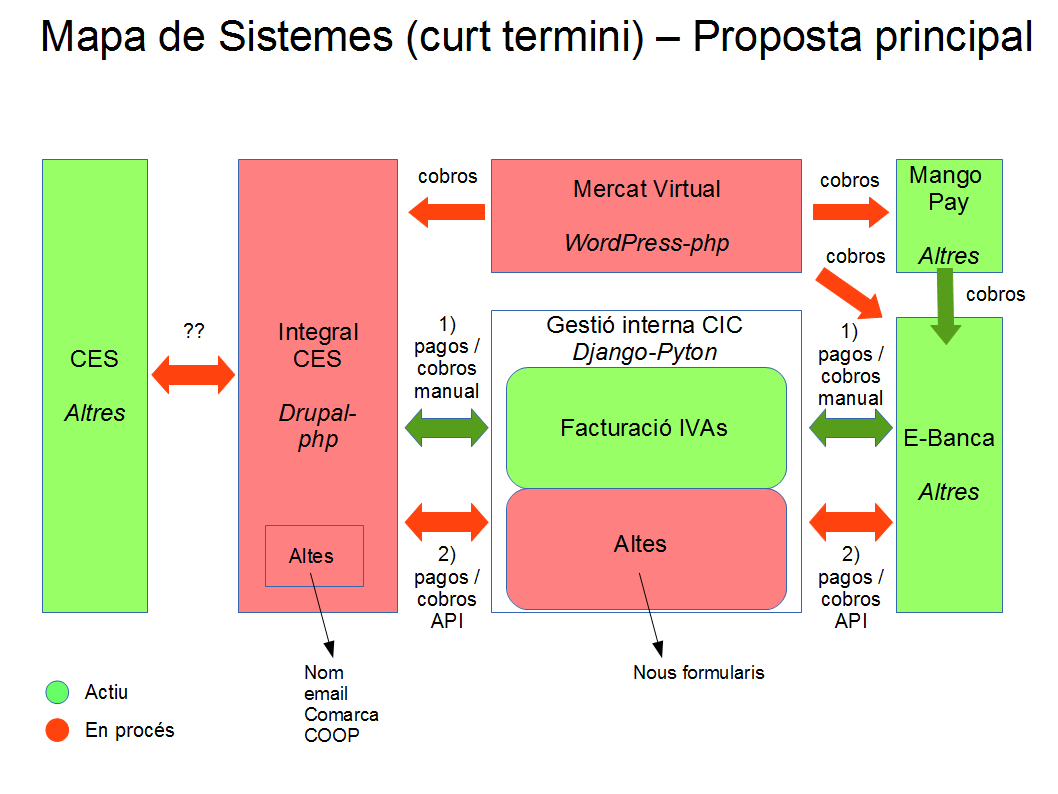 Mapa de Sistemes (curt termini) – Proposta principal
CES
Altres
??
Integral
CES
Drupal-
php
Altes
Nom
email
Comarca
COOP
cobros
1)
pagos /
cobros
manual
2)
pagos /
cobros
API
Mercat Virtual
WordPress-php
Gestió interna CIC
Django-Pyton
Facturació IVAs
Altes
Nous formularis
cobros
cobros
1)
pagos /
cobros
manual
2)
pagos /
cobros
API
Mango
Pay
Altres
cobros
E-Banca
Altres
Actiu
En procés